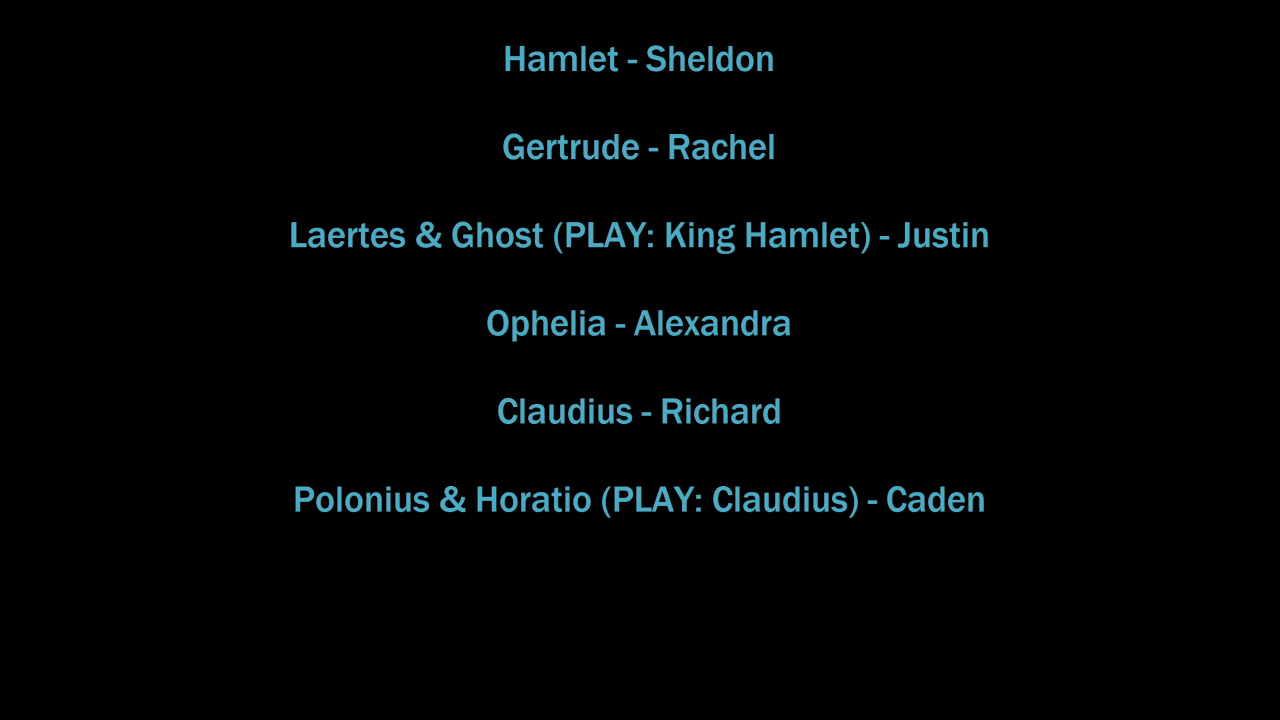 Hamlet - Sheldon
Gertrude - Rachel
Laertes & Ghost (PLAY: King Hamlet) - Justin
Ophelia - Alexandra
Claudius - Richard
Polonius & Horatio (PLAY: Claudius) - Caden